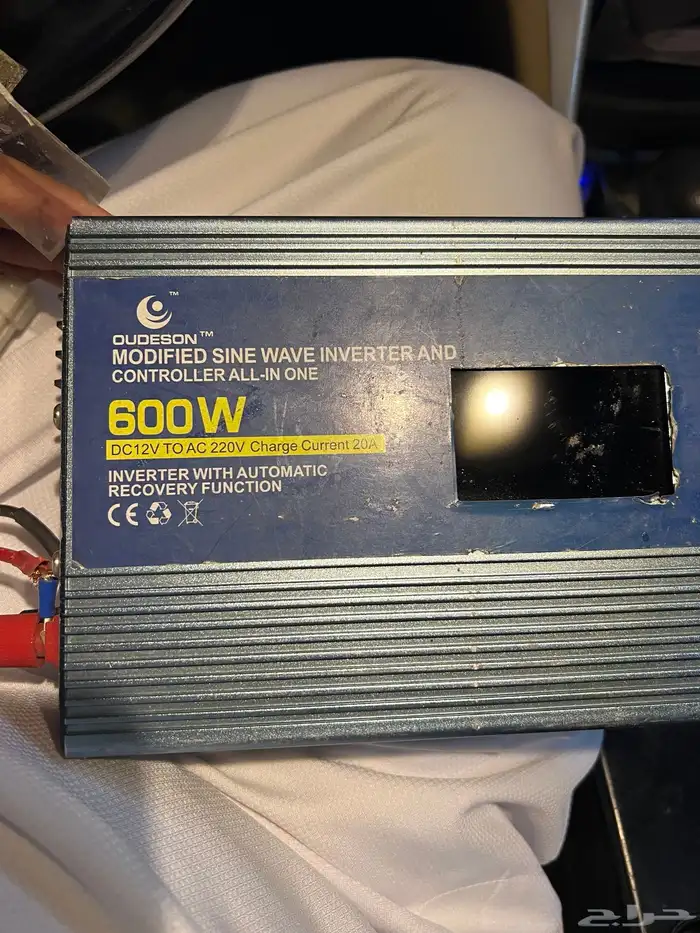 OUDESON™
MODIFIED SINE WAVE INVERTER AND
CONTROLLER ALL-IN ONE
600W
DC12V TO AC 220V Charge Current 20A
INVERTER WITH AUTOMATIC
RECOVERY FUNCTION
CE
حراج